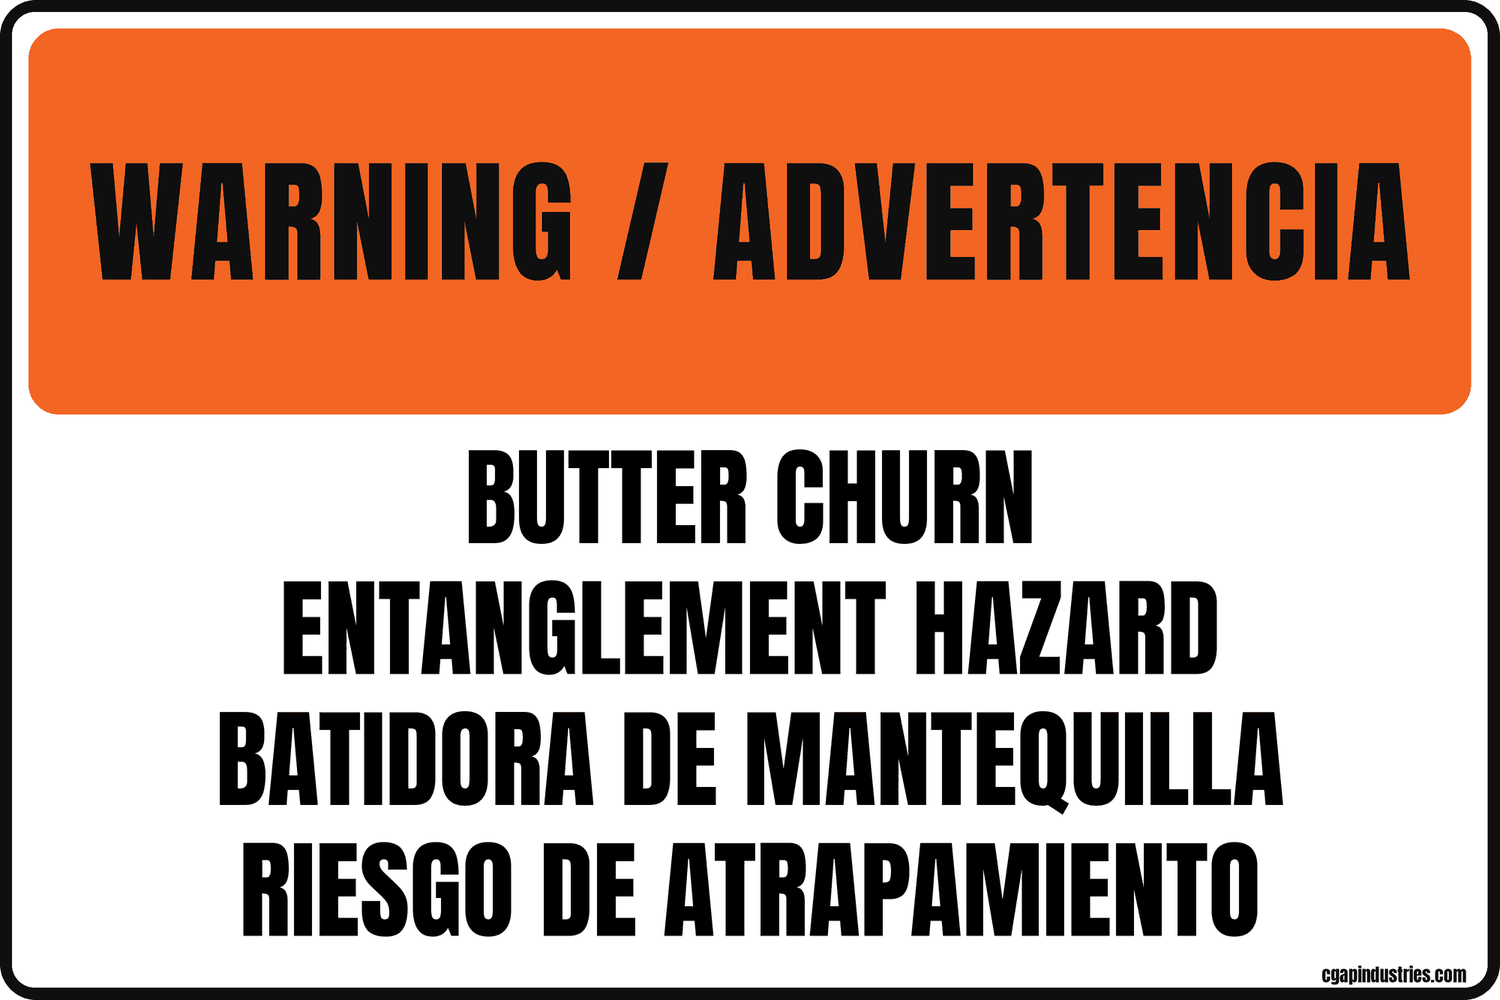 WARNING / ADVERTENCIA
BUTTER CHURN
ENTANGLEMENT HAZARD
BATIDORA DE MANTEQUILLA
RIESGO DE ATRAPAMIENTO
cgapindustries.com